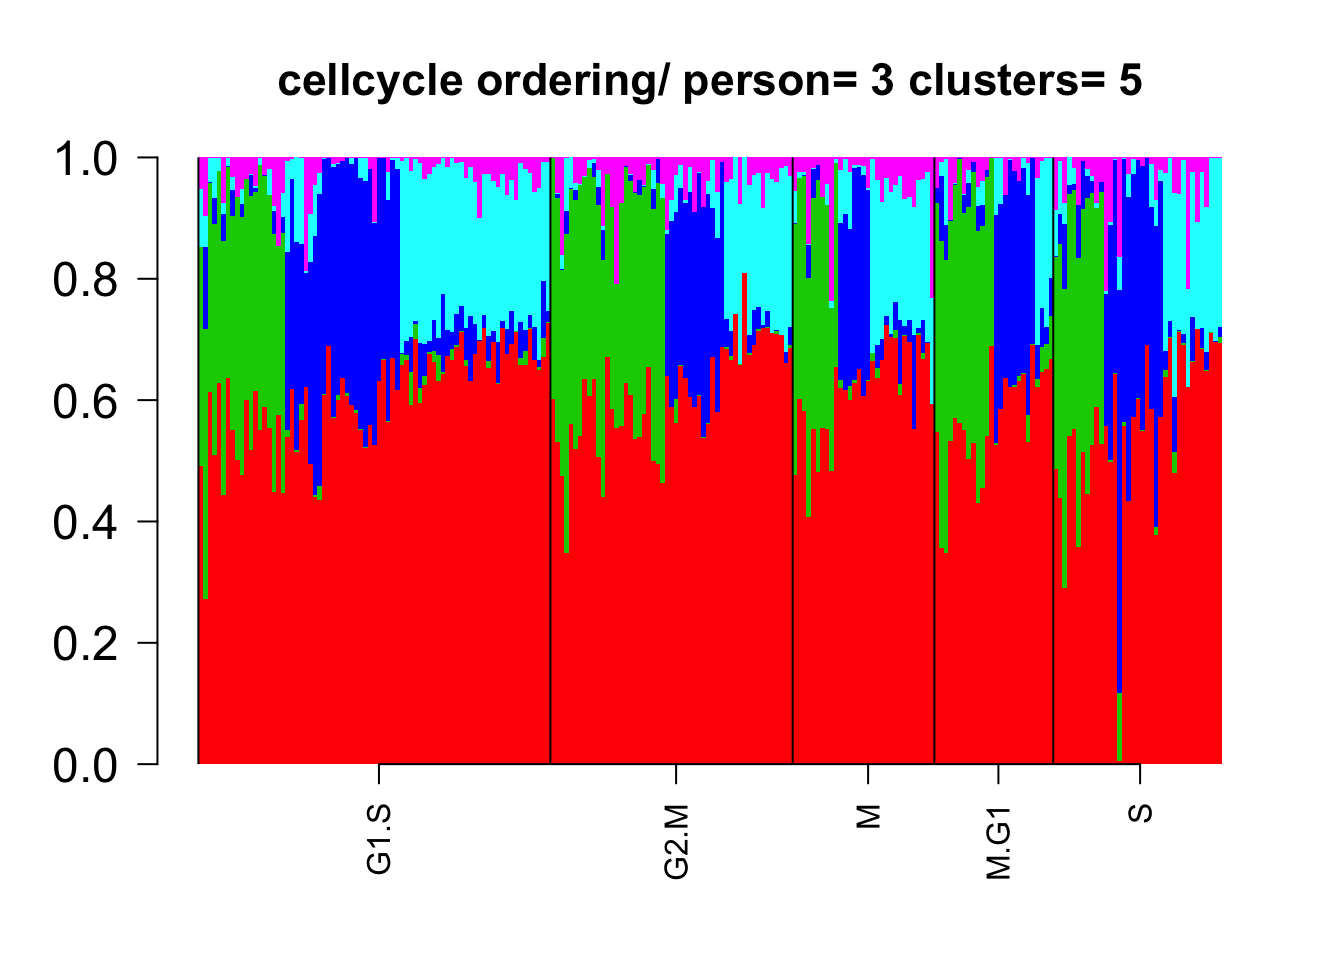 cellcycle ordering/ person= 3 clusters= 5
1.0
0.8
0.6
0.4
0.2
0.0
G1.S
G2.M
M
M.G1
S